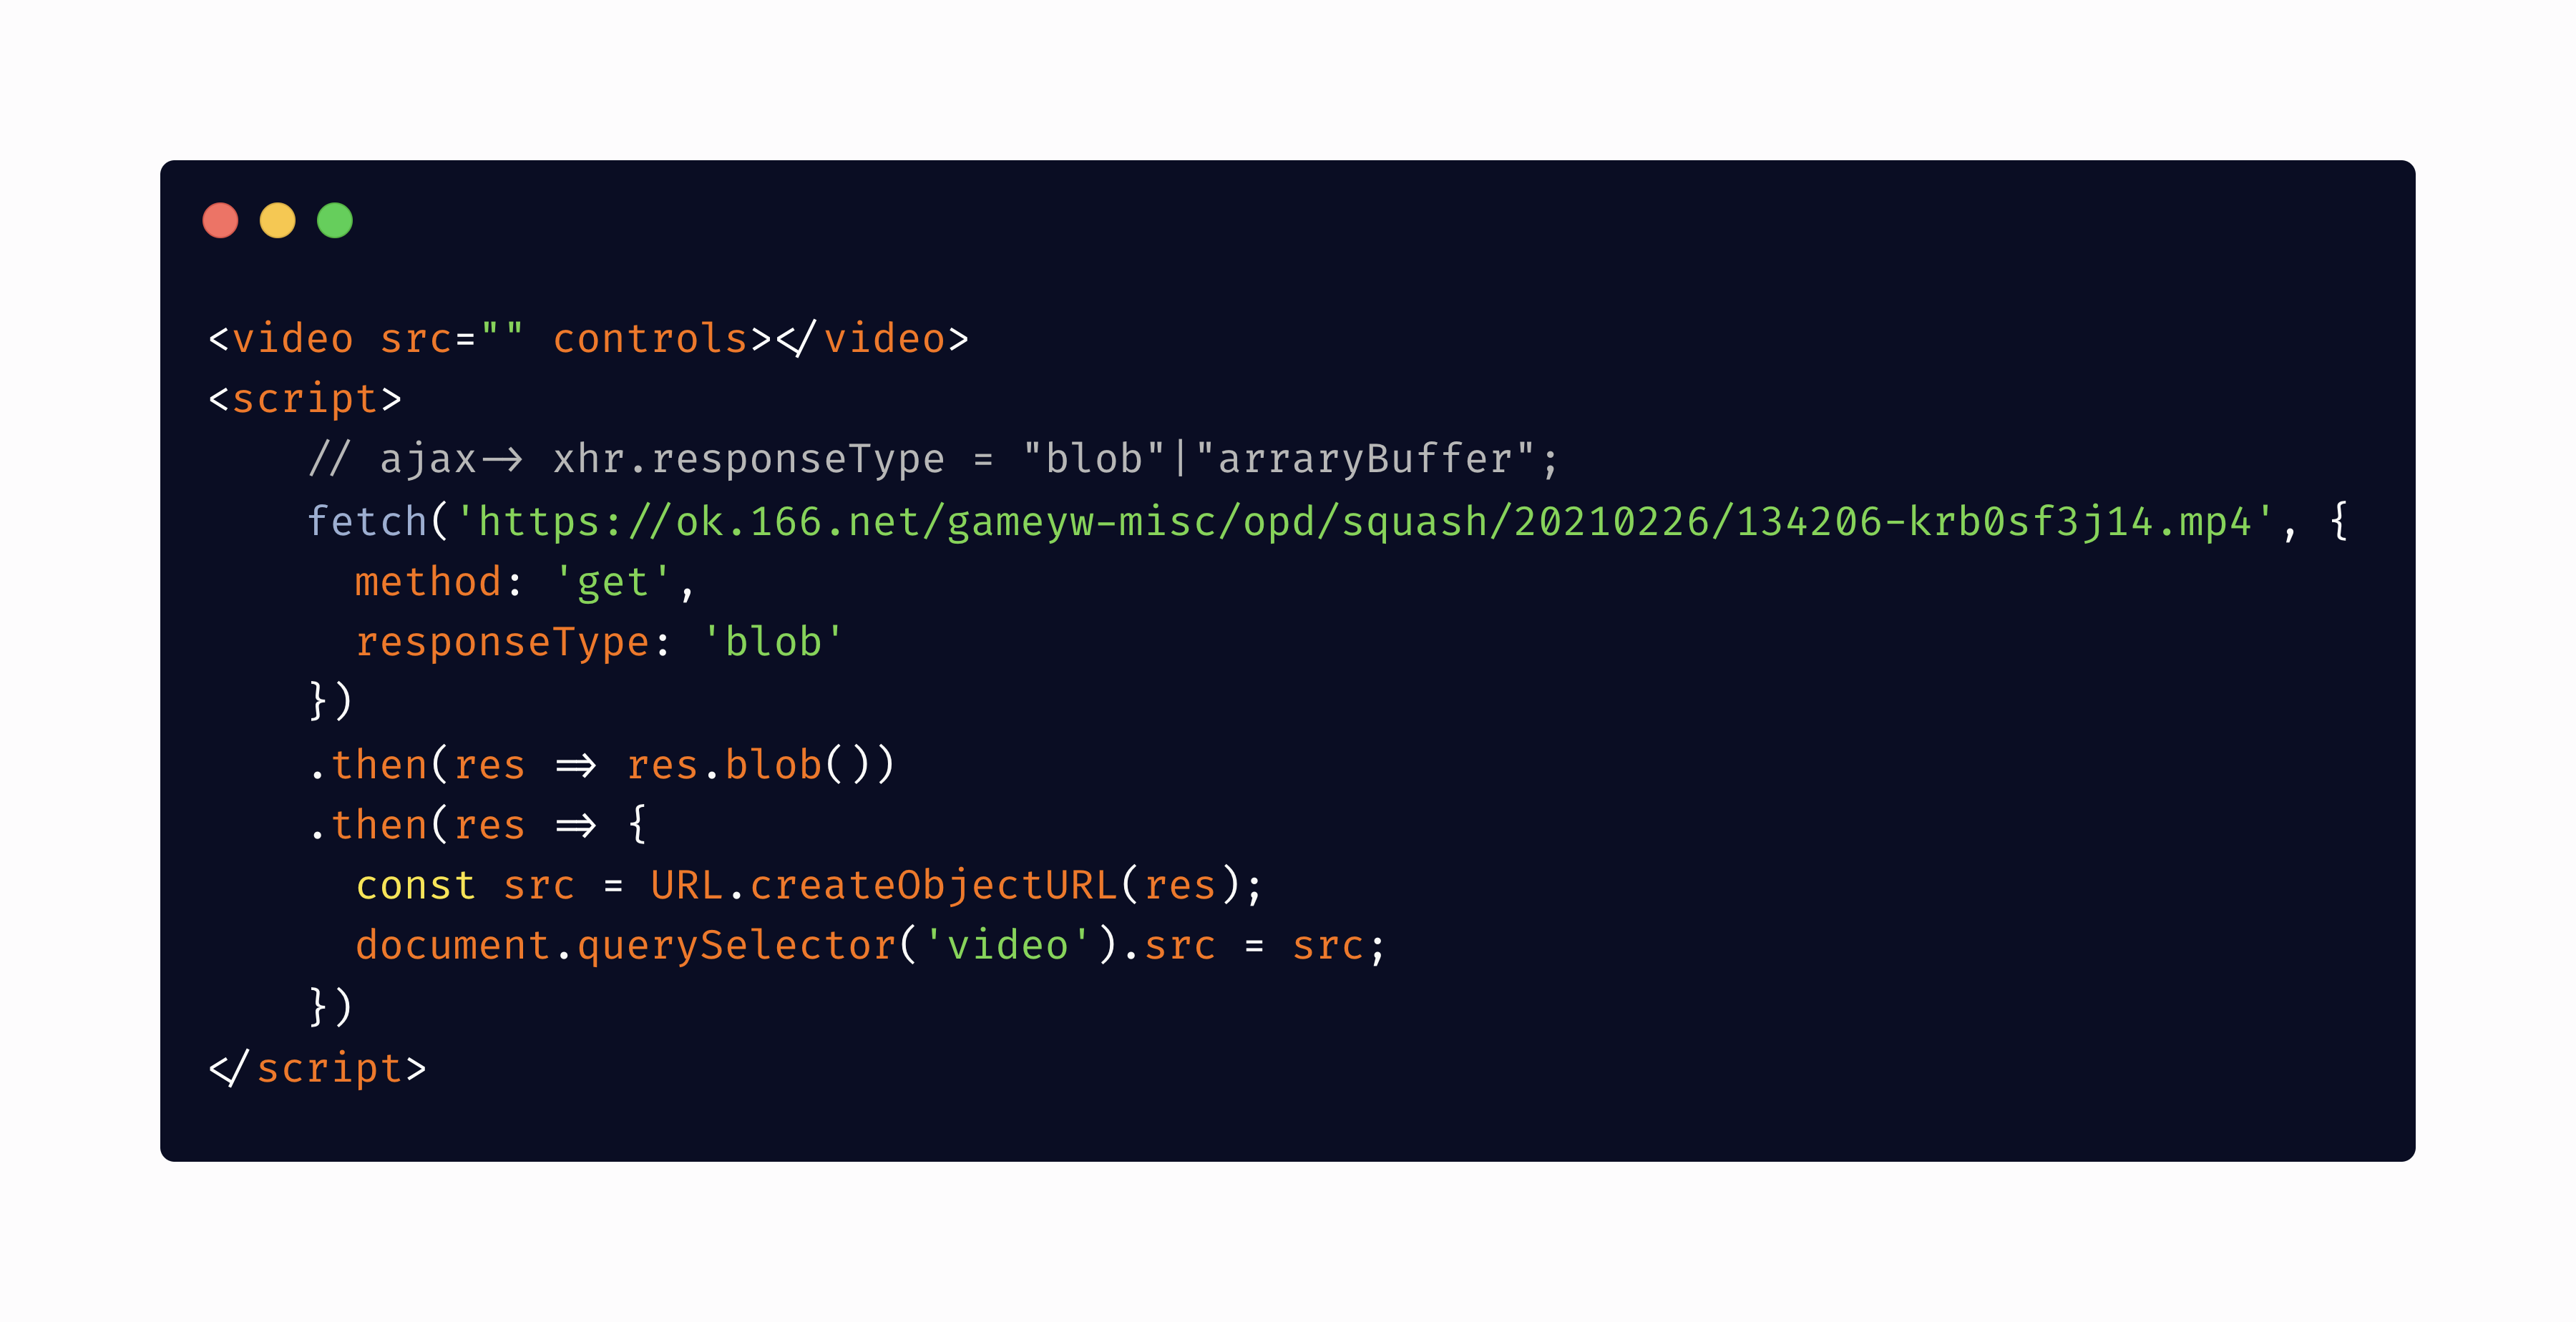 <video src="" controls></video>
<script>
// ajax-> xhr.responseType = "blob"|"arraryBuffer";
fetch('https://ok.166.net/gameyw-misc/opd/squash/20210226/134206-krb0sf3j14.mp4', {
method: 'get',
responseType: 'blob'
})
.then(res => res.blob())
.then(res => {
const src = URL.createObjectURL(res);
document.querySelector('video').src = src;
})
</script>